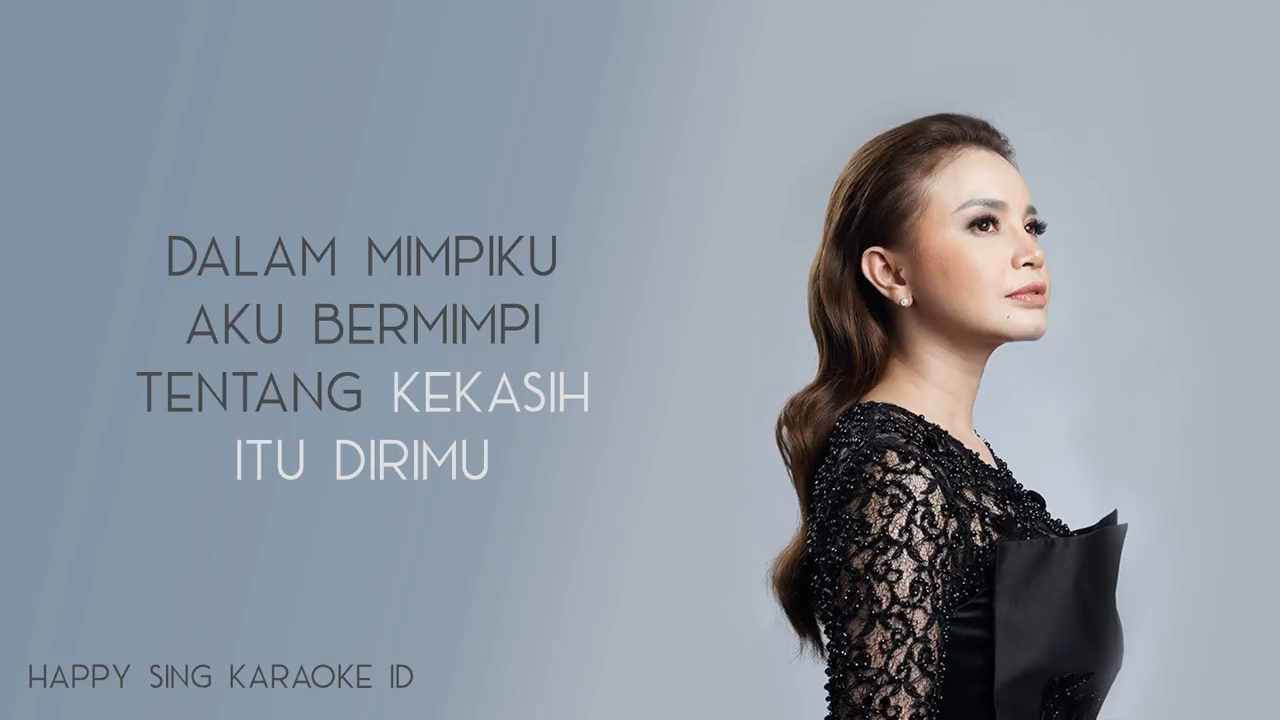 DALAM MIMPIKU
AKU BERMIMPI
TENTANG KEKASIH
ITU DIRIMU
HAPPY SING KARAOKE ID